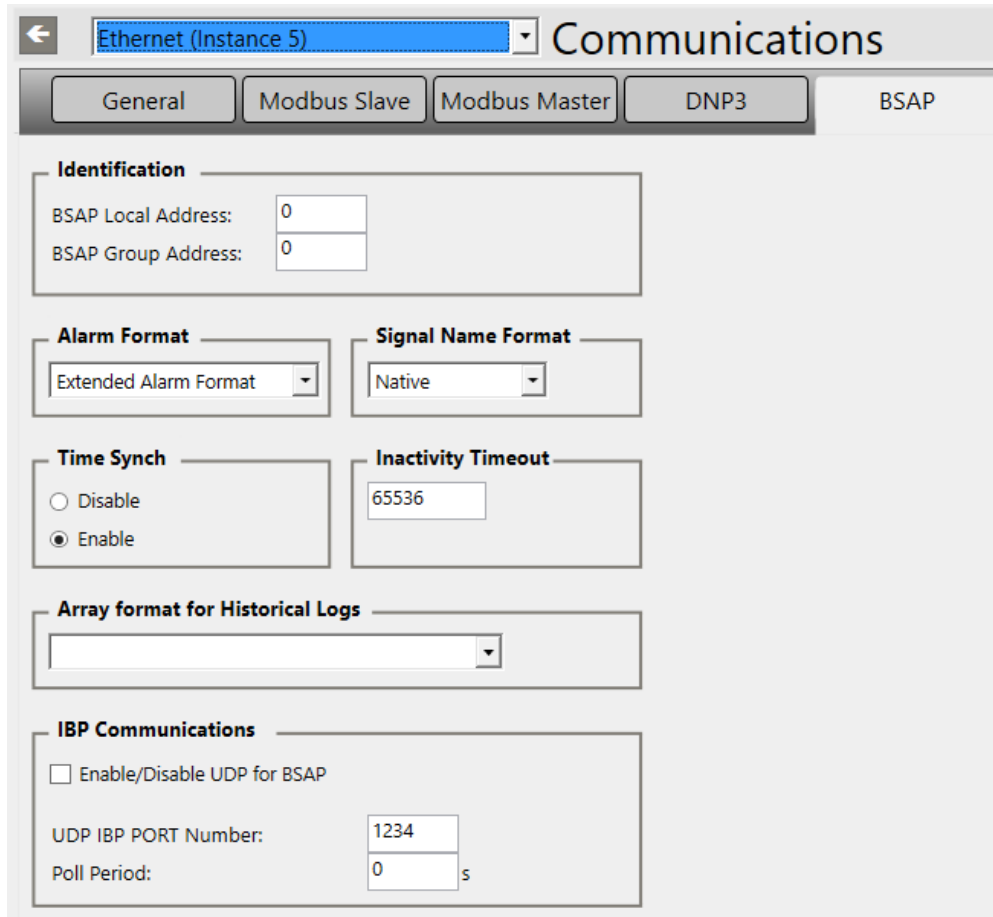 Ethernet (Instance 5)
Communications
General
Modbus Slave
Modbus Master
DNP3
BSAP
Identification
BSAP Local Address:
0
BSAP Group Address:
0
Alarm Format
Signal Name Format
Extended Alarm Format
Native
Time Synch
Inactivity Timeout
Disable
65536
Enable
Array format for Historical Logs
IBP Communications
Enable/Disable UDP for BSAP
UDP IBP PORT Number:
1234
Poll Period:
0
s